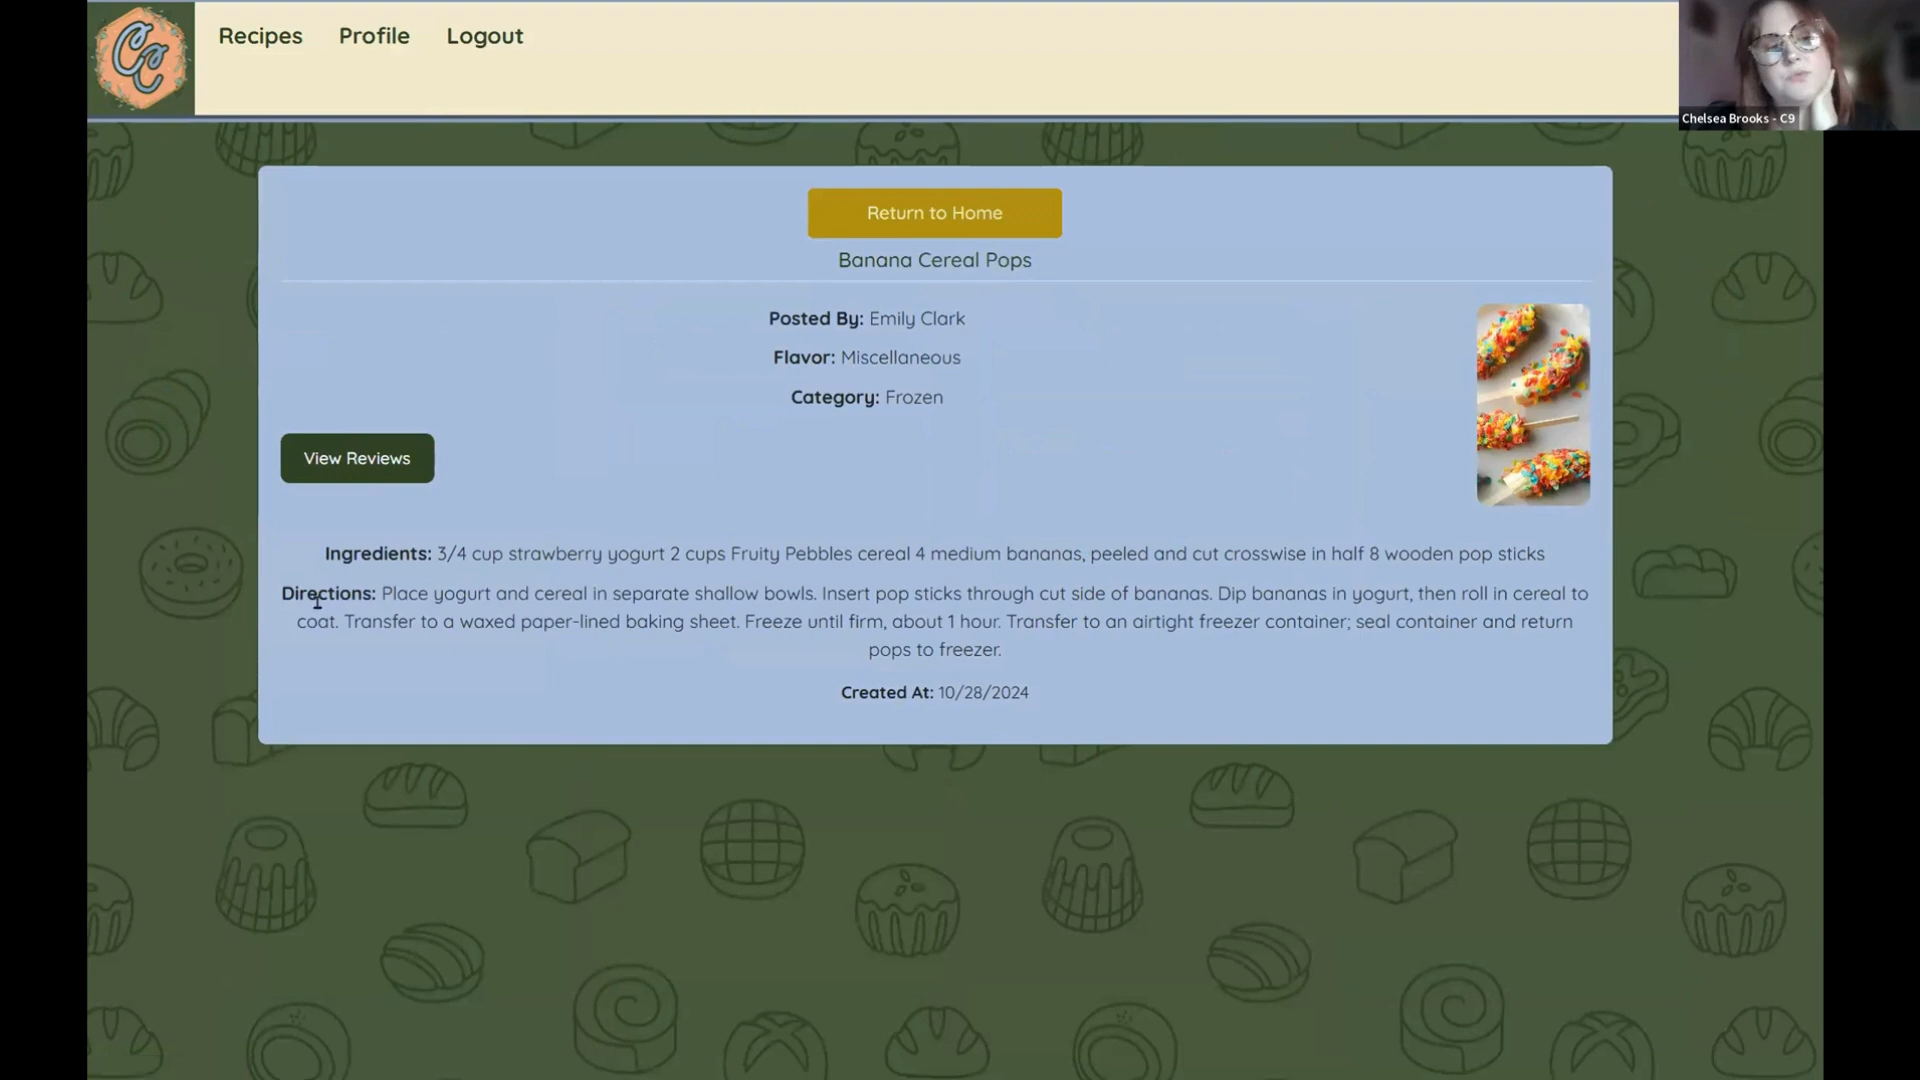 CC
Recipes Profile Logout
Chelsea Brooks - C9
Return to Home
Banana Cereal Pops
Posted By: Emily Clark
Flavor: Miscellaneous
Category: Frozen
View Reviews
Ingredients: 3/4 cup strawberry yogurt 2 cups Fruity Pebbles cereal 4 medium bananas, peeled and cut crosswise in half 8 wooden pop sticks
Directions: Place yogurt and cereal in separate shallow bowls. Insert pop sticks through cut side of bananas. Dip bananas in yogurt, then roll in cereal to
coat. Transfer to a waxed paper-lined baking sheet. Freeze until firm, about 1 hour. Transfer to an airtight freezer container; seal container and return
pops to freezer.
Created At: 10/28/2024